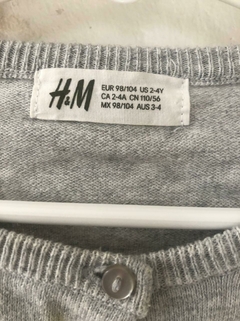 H&M
EUR 98/104 US 2-4Y
CA 2-4A CN 110/56
MX 98/104 AUS 3-4